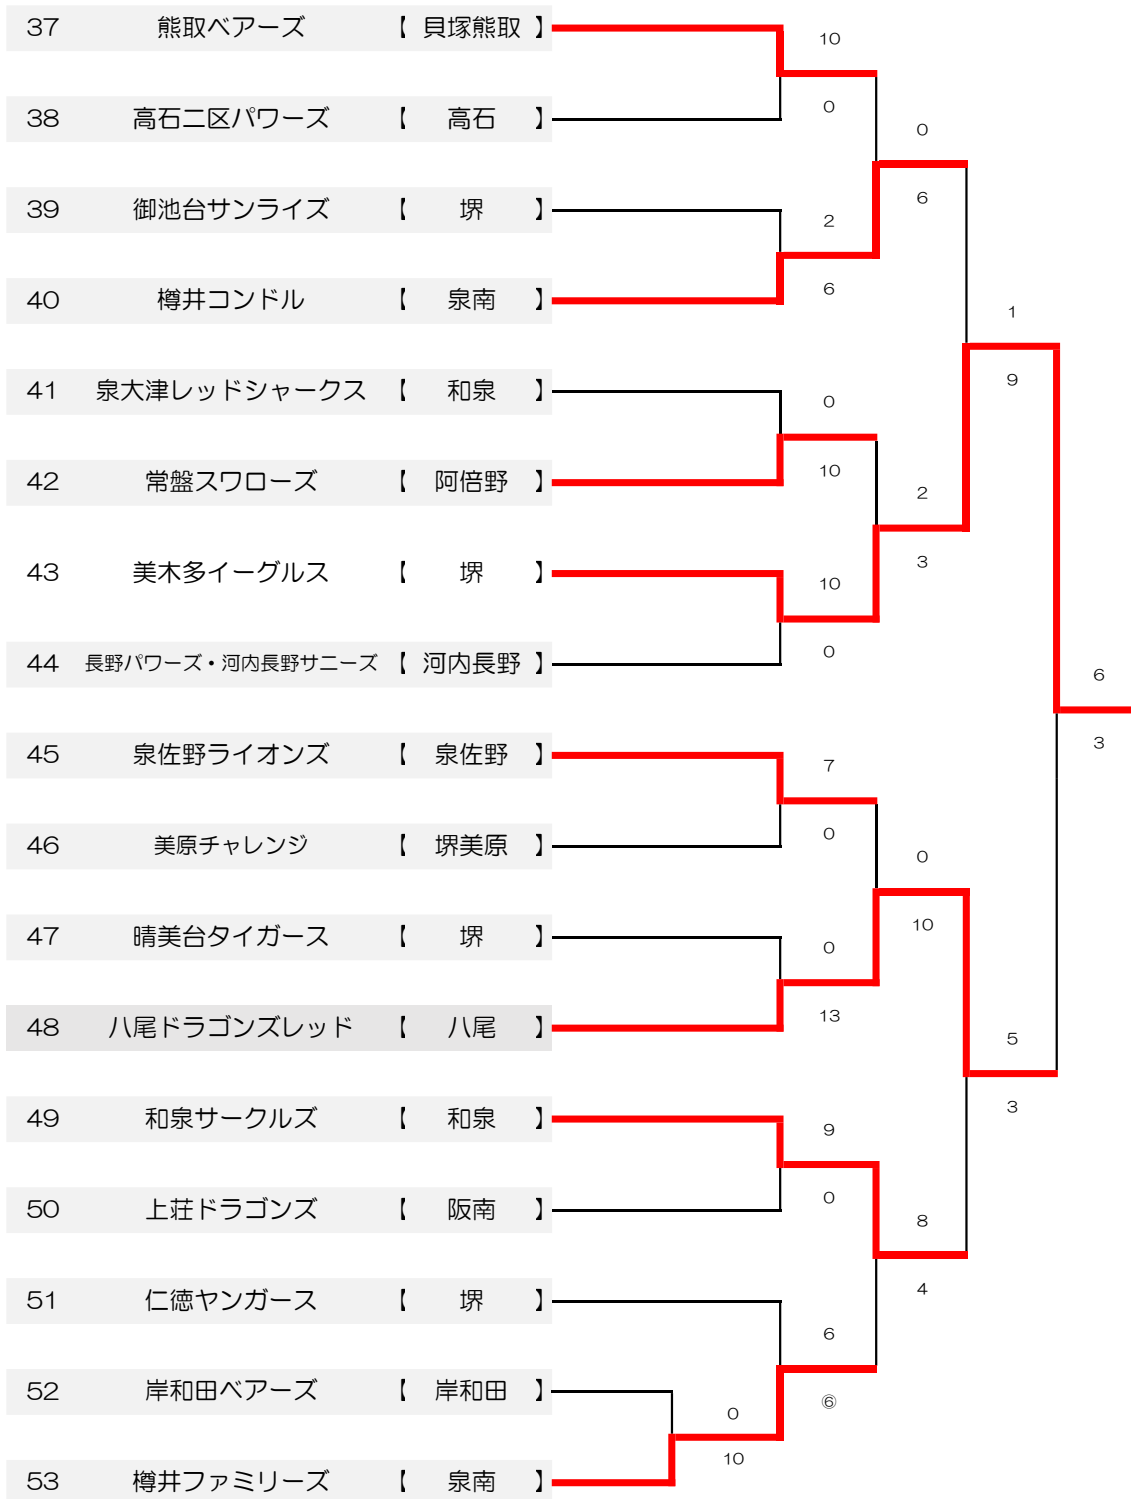 37 熊取ベアーズ 【 貝塚熊取 】
10
38 高石二区パワーズ 【 高石 】
0
0
39 御池台サンライズ 【 堺 】
6
2
40 樽井コンドル 【 泉南 】
6
1
41 泉大津レッドシャークス 【 和泉 】
9
0
42 常盤スワローズ 【 阿倍野 】
10
2
43 美木多イーグルス 【 堺 】
3
10
44 長野パワーズ・河内長野サニーズ 【 河内長野 】
0
6
45 泉佐野ライオンズ 【 泉佐野 】
3
7
46 美原チャレンジ 【 堺美原 】
0
0
47 晴美台タイガース 【 堺 】
10
0
48 八尾ドラゴンズレッド 【 八尾 】
13
5
49 和泉サークルズ 【 和泉 】
3
9
50 上荘ドラゴンズ 【 阪南 】
0
8
51 仁徳ヤンガース 【 堺 】
4
6
52 岸和田ベアーズ 【 岸和田 】
⑥
0
10
53 樽井ファミリーズ 【 泉南 】